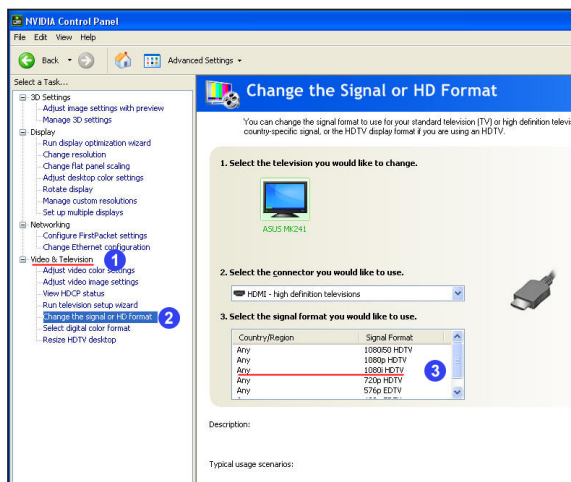 NVIDIA Control Panel
File Edit View Help
Back Advanced Settings
Select a Task...
3D Settings
Adjust image settings with preview
Manage 3D settings
Display
Run display optimization wizard
Change resolution
Change flat panel scaling
Adjust desktop color settings
Rotate display
Manage custom resolutions
Set up multiple displays
Networking
Configure FirstPacket settings
Change Ethernet configuration
Video & Television 1
Adjust video color settings
Adjust video image settings
View HDCP status
Run television setup wizard
Change the signal or HD format 2
Select digital color format
Resize HDTV desktop
Change the Signal or HD Format
You can change the signal format to use for your standard television (TV) or high definition televi
country-specific signal, or the HDTV display format if you are using an HDTV.
1. Select the television you would like to change.
ASUS MK241
2. Select the connector you would like to use.
HDMI - high definition televisions
3. Select the signal format you would like to use.
Country/Region Signal Format
Any 1080i50 HDTV
Any 1080p HDTV
Any 1080i HDTV 3
Any 720p HDTV
Any 576p EDTV
Description:
Typical usage scenarios: